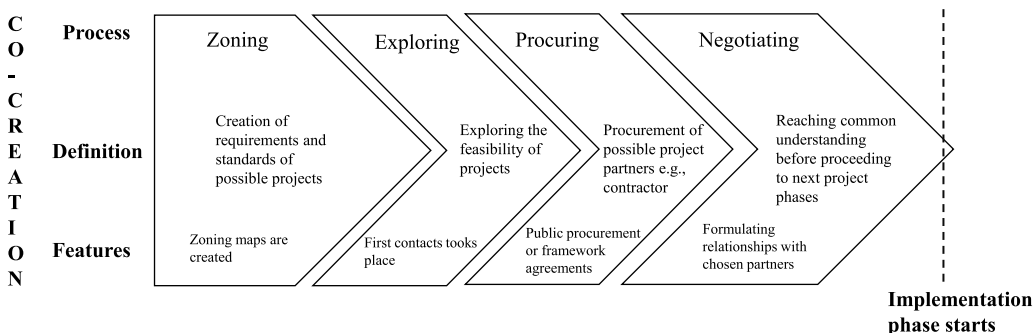 CO-CREATION
Process
Zoning
Exploring
Procuring
Negotiating
Definition
Creation of
requirements and
standards of
possible projects
Exploring the
feasibility of
projects
Procurement of
possible project
partners e.g.,
contractor
Reaching common
understanding
before proceeding
to next project
phases
Features
Zoning maps are
created
First contacts tooks
place
Public procurement
or framework
agreements
Formulating
relationships with
chosen partners
Implementation
phase starts